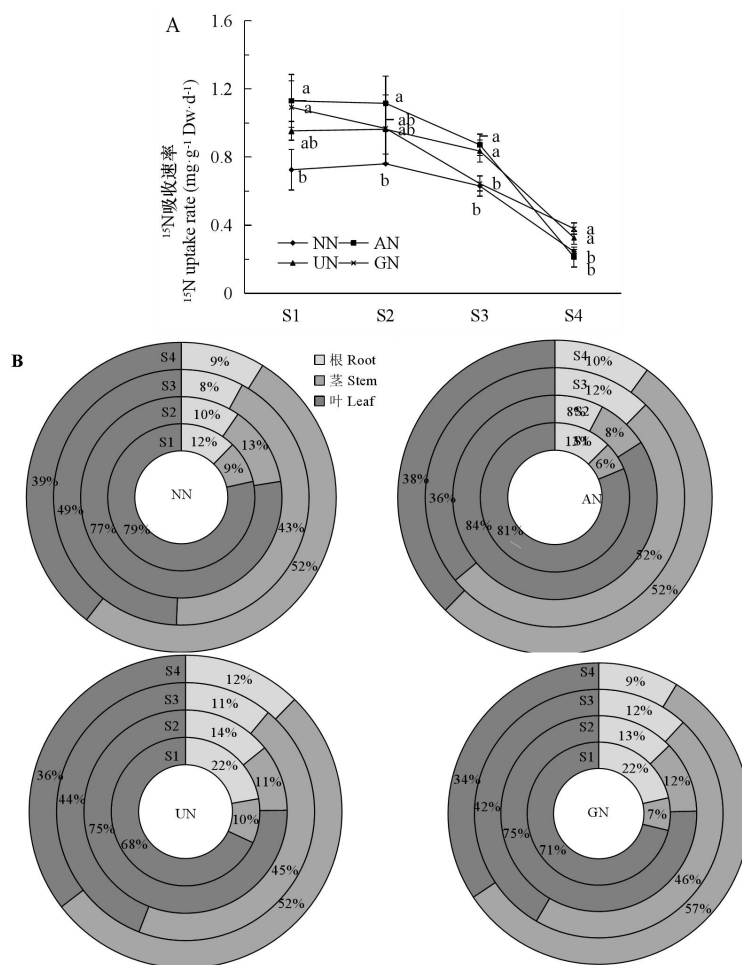 A
1.6
1.2
0.8
0.4
0
¹⁵N吸收速率
¹⁵N uptake rate (mg·g⁻¹ Dw·d⁻¹)
a
a
ab
b
a
ab
ab
b
a
a
b
b
a
a
b
b
NN AN
UN GN
S1 S2 S3 S4
B
根 Root
茎 Stem
叶 Leaf
S4 9%
S3 8%
S2 10%
S1 12%
13%
9%
NN
39%
49%
77%
79%
43%
52%
S4 10%
S3 12%
8% S2
8%
6%
AN
38%
36%
84%
81%
52%
52%
S4 12%
S3 11%
S2 14%
S1 22%
11%
10%
UN
36%
44%
75%
68%
45%
52%
S4 9%
S3 12%
S2 13%
S1 22%
12%
7%
GN
34%
42%
75%
71%
46%
57%